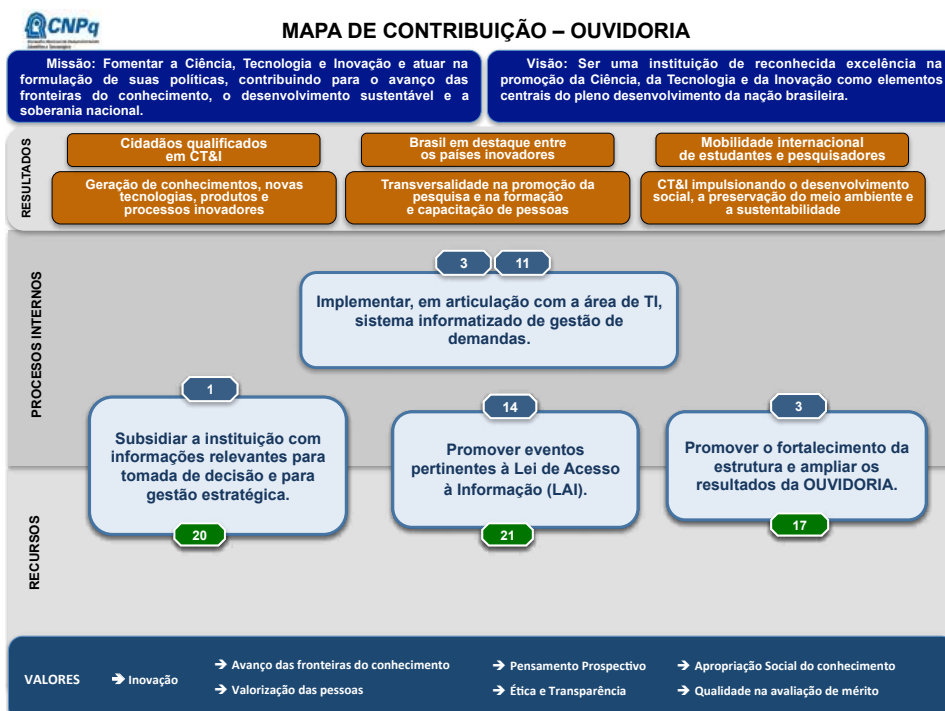 CNPq
MAPA DE CONTRIBUIÇÃO – OUVIDORIA
Missão: Fomentar a Ciência, Tecnologia e Inovação e atuar na
formulação de suas políticas, contribuindo para o avanço das
fronteiras do conhecimento, o desenvolvimento sustentável e a
soberania nacional.
Visão: Ser uma instituição de reconhecida excelência na
promoção da Ciência, da Tecnologia e da Inovação como elementos
centrais do pleno desenvolvimento da nação brasileira.
RESULTADOS
Cidadãos qualificados
em CT&I
Brasil em destaque entre
os países inovadores
Mobilidade internacional
de estudantes e pesquisadores
Geração de conhecimentos, novas
tecnologias, produtos e
processos inovadores
Transversalidade na promoção da
pesquisa e na formação
e capacitação de pessoas
CT&I impulsionando o desenvolvimento
social, a preservação do meio ambiente e
a sustentabilidade
PROCESSOS INTERNOS
3
11
Implementar, em articulação com a área de TI,
sistema informatizado de gestão de
demandas.
1
Subsidiar a instituição com
informações relevantes para
tomada de decisão e para
gestão estratégica.
20
14
Promover eventos
pertinentes à Lei de Acesso
à Informação (LAI).
21
3
Promover o fortalecimento da
estrutura e ampliar os
resultados da OUVIDORIA.
17
RECURSOS
VALORES
➔ Inovação
➔ Avanço das fronteiras do conhecimento
➔ Valorização das pessoas
➔ Pensamento Prospectivo
➔ Ética e Transparência
➔ Apropriação Social do conhecimento
➔ Qualidade na avaliação de mérito